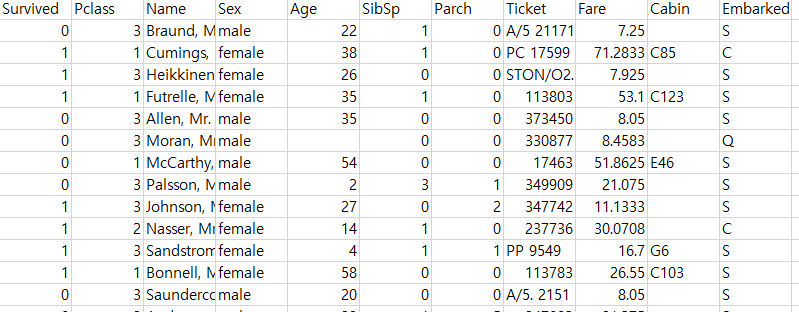 Survived Pclass Name Sex Age SibSp Parch Ticket Fare Cabin Embarked
0 3 Braund, M male 22 1 0 A/5 21171 7.25 S
1 1 Cumings, female 38 1 0 PC 17599 71.2833 C85 C
1 3 Heikkinen female 26 0 0 STON/O2. 7.925 S
1 1 Futrelle, M female 35 1 0 113803 53.1 C123 S
0 3 Allen, Mr. male 35 0 0 373450 8.05 S
0 3 Moran, Mr male 0 0 330877 8.4583 Q
0 1 McCarthy, male 54 0 0 17463 51.8625 E46 S
0 3 Palsson, M male 2 3 1 349909 21.075 S
1 3 Johnson, M female 27 0 2 347742 11.1333 S
1 2 Nasser, Mr female 14 1 0 237736 30.0708 C
1 3 Sandstrom female 4 1 1 PP 9549 16.7 G6 S
1 1 Bonnell, M female 58 0 0 113783 26.55 C103 S
0 3 Saunderco male 20 0 0 A/5. 2151 8.05 S